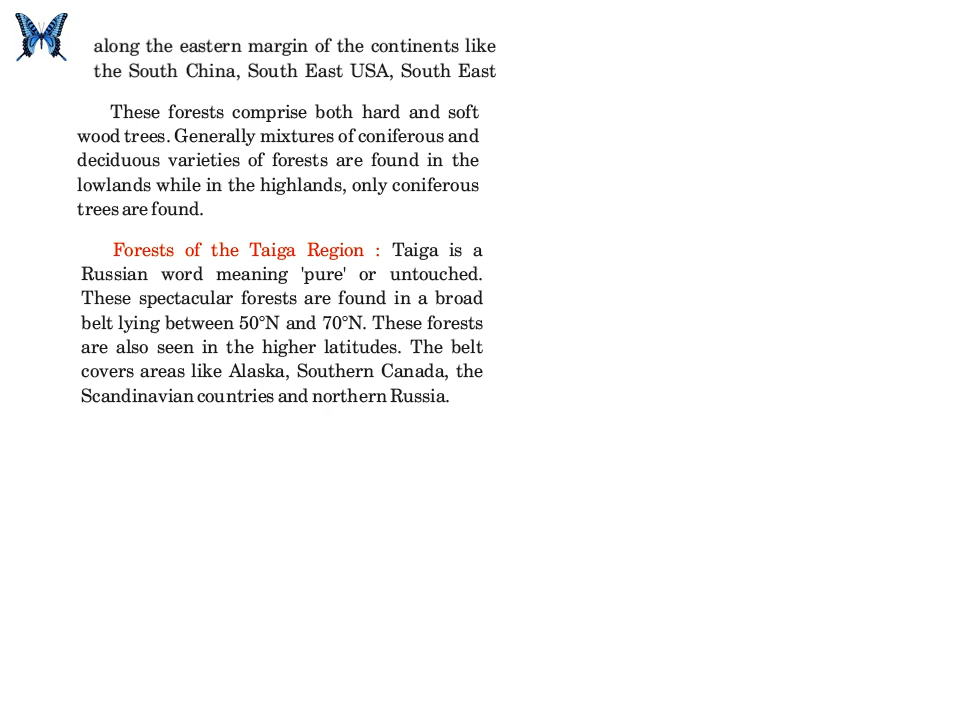 along the eastern margin of the continents like
the South China, South East USA, South East
These forests comprise both hard and soft
wood trees. Generally mixtures of coniferous and
deciduous varieties of forests are found in the
lowlands while in the highlands, only coniferous
trees are found.
Forests of the Taiga Region : Taiga is a
Russian word meaning 'pure' or untouched.
These spectacular forests are found in a broad
belt lying between 50°N and 70°N. These forests
are also seen in the higher latitudes. The belt
covers areas like Alaska, Southern Canada, the
Scandinavian countries and northern Russia.